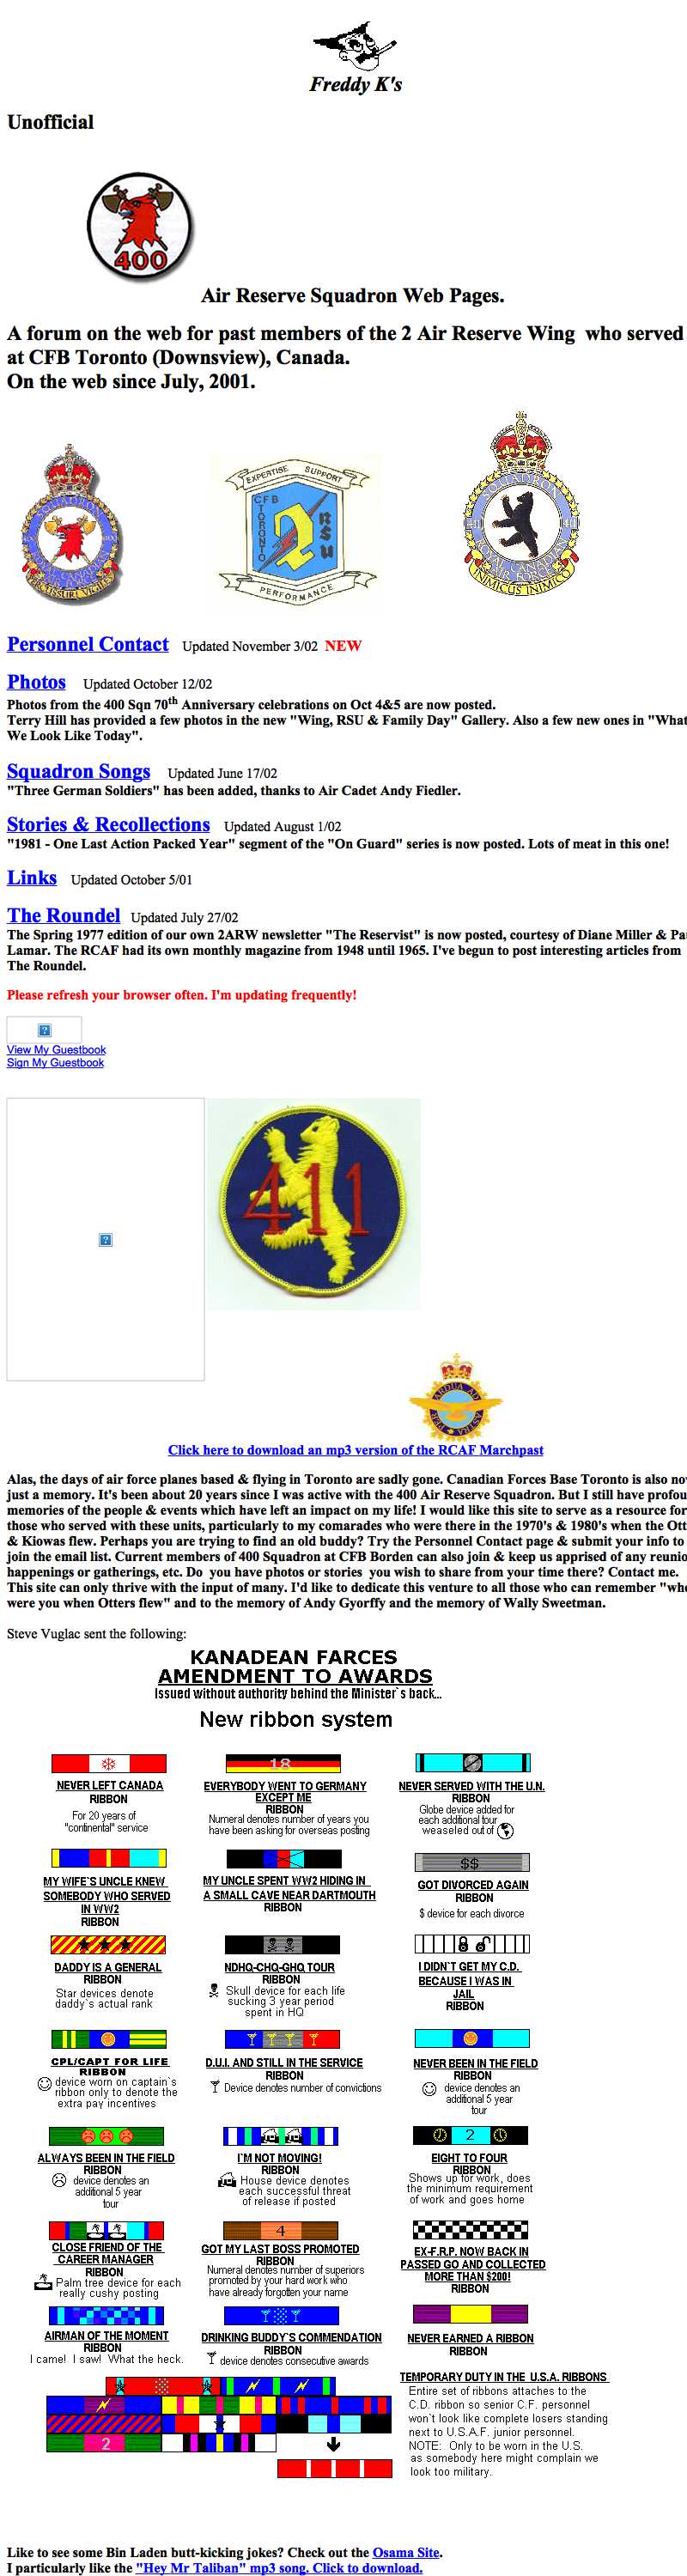 Freddy K's
Unofficial
400
Air Reserve Squadron Web Pages.
A forum on the web for past members of the 2 Air Reserve Wing who served
at CFB Toronto (Downsview), Canada.
On the web since July, 2001.
EXPERTISE SUPPORT
CFB TORONTO 2 RSU
PERFORMANCE
SQUADRON
411 411
ROYAL CANADIAN AIR FORCE
INIMICUS INIMICO
Personnel Contact Updated November 3/02 NEW
Photos Updated October 12/02
Photos from the 400 Sqn 70th Anniversary celebrations on Oct 4&5 are now posted.
Terry Hill has provided a few photos in the new "Wing, RSU & Family Day" Gallery. Also a few new ones in "What
We Look Like Today".
Squadron Songs Updated June 17/02
"Three German Soldiers" has been added, thanks to Air Cadet Andy Fiedler.
Stories & Recollections Updated August 1/02
"1981 - One Last Action Packed Year" segment of the "On Guard" series is now posted. Lots of meat in this one!
Links Updated October 5/01
The Roundel Updated July 27/02
The Spring 1977 edition of our own 2ARW newsletter "The Reservist" is now posted, courtesy of Diane Miller &
Lamar. The RCAF had its own monthly magazine from 1948 until 1965. I've begun to post interesting articles from
The Roundel.
Please refresh your browser often. I'm updating frequently!
View My Guestbook
Sign My Guestbook
411
PER ARDUA AD ASTRA
Click here to download an mp3 version of the RCAF Marchpast
Alas, the days of air force planes based & flying in Toronto are sadly gone. Canadian Forces Base Toronto is also
just a memory. It's been about 20 years since I was active with the 400 Air Reserve Squadron. But I still have
memories of the people & events which have left an impact on my life! I would like this site to serve as a resource for
those who served with these units, particularly to my comarades who were there in the 1970's & 1980's when the
& Kiowas flew. Perhaps you are trying to find an old buddy? Try the Personnel Contact page & submit your info to
join the email list. Current members of 400 Squadron at CFB Borden can also join & keep us apprised of any
happenings or gatherings, etc. Do you have photos or stories you wish to share from your time there? Contact me.
This site can only thrive with the input of many. I'd like to dedicate this venture to all those who can remember
were you when Otters flew" and to the memory of Andy Gyorffy and the memory of Wally Sweetman.
Steve Vuglac sent the following:
KANADEAN FARCES
AMENDMENT TO AWARDS
Issued without authority behind the Minister`s back...
New ribbon system
18
NEVER LEFT CANADA
RIBBON
For 20 years of
"continental" service
EVERYBODY WENT TO GERMANY
EXCEPT ME
RIBBON
Numeral denotes number of years you
have been asking for overseas posting
NEVER SERVED WITH THE U.N.
RIBBON
Globe device added for
each additional tour
weaseled out of
MY WIFE`S UNCLE KNEW
SOMEBODY WHO SERVED
IN WW2
RIBBON
MY UNCLE SPENT WW2 HIDING IN
A SMALL CAVE NEAR DARTMOUTH
RIBBON
$$
GOT DIVORCED AGAIN
RIBBON
$ device for each divorce
DADDY IS A GENERAL
RIBBON
Star devices denote
daddy`s actual rank
NDHQ-CHQ-GHQ TOUR
RIBBON
Skull device for each life
sucking 3 year period
spent in HQ
I DIDN`T GET MY C.D.
BECAUSE I WAS IN
JAIL
RIBBON
CPL/CAPT FOR LIFE
RIBBON
device worn on captain`s
ribbon only to denote the
extra pay incentives
D.U.I. AND STILL IN THE SERVICE
RIBBON
Device denotes number of convictions
NEVER BEEN IN THE FIELD
RIBBON
device denotes an
additional 5 year
tour
ALWAYS BEEN IN THE FIELD
RIBBON
device denotes an
additional 5 year
tour
I`M NOT MOVING!
RIBBON
House device denotes
each successful threat
of release if posted
2
EIGHT TO FOUR
RIBBON
Shows up for work, does
the minimum requirement
of work and goes home
CLOSE FRIEND OF THE
CAREER MANAGER
RIBBON
Palm tree device for each
really cushy posting
4
GOT MY LAST BOSS PROMOTED
RIBBON
Numeral denotes number of superiors
promoted by your hard work who
have already forgotten your name
EX-F.R.P. NOW BACK IN
PASSED GO AND COLLECTED
MORE THAN $200!
RIBBON
AIRMAN OF THE MOMENT
RIBBON
I came! I saw! What the heck.
DRINKING BUDDY`S COMMENDATION
RIBBON
device denotes consecutive awards
NEVER EARNED A RIBBON
RIBBON
2
TEMPORARY DUTY IN THE U.S.A. RIBBONS
Entire set of ribbons attaches to the
C.D. ribbon so senior C.F. personnel
won`t look like complete losers standing
next to U.S.A.F. junior personnel.
NOTE: Only to be worn in the U.S.
as somebody here might complain we
look too military.
Like to see some Bin Laden butt-kicking jokes? Check out the Osama Site.
I particularly like the "Hey Mr Taliban" mp3 song. Click to download.